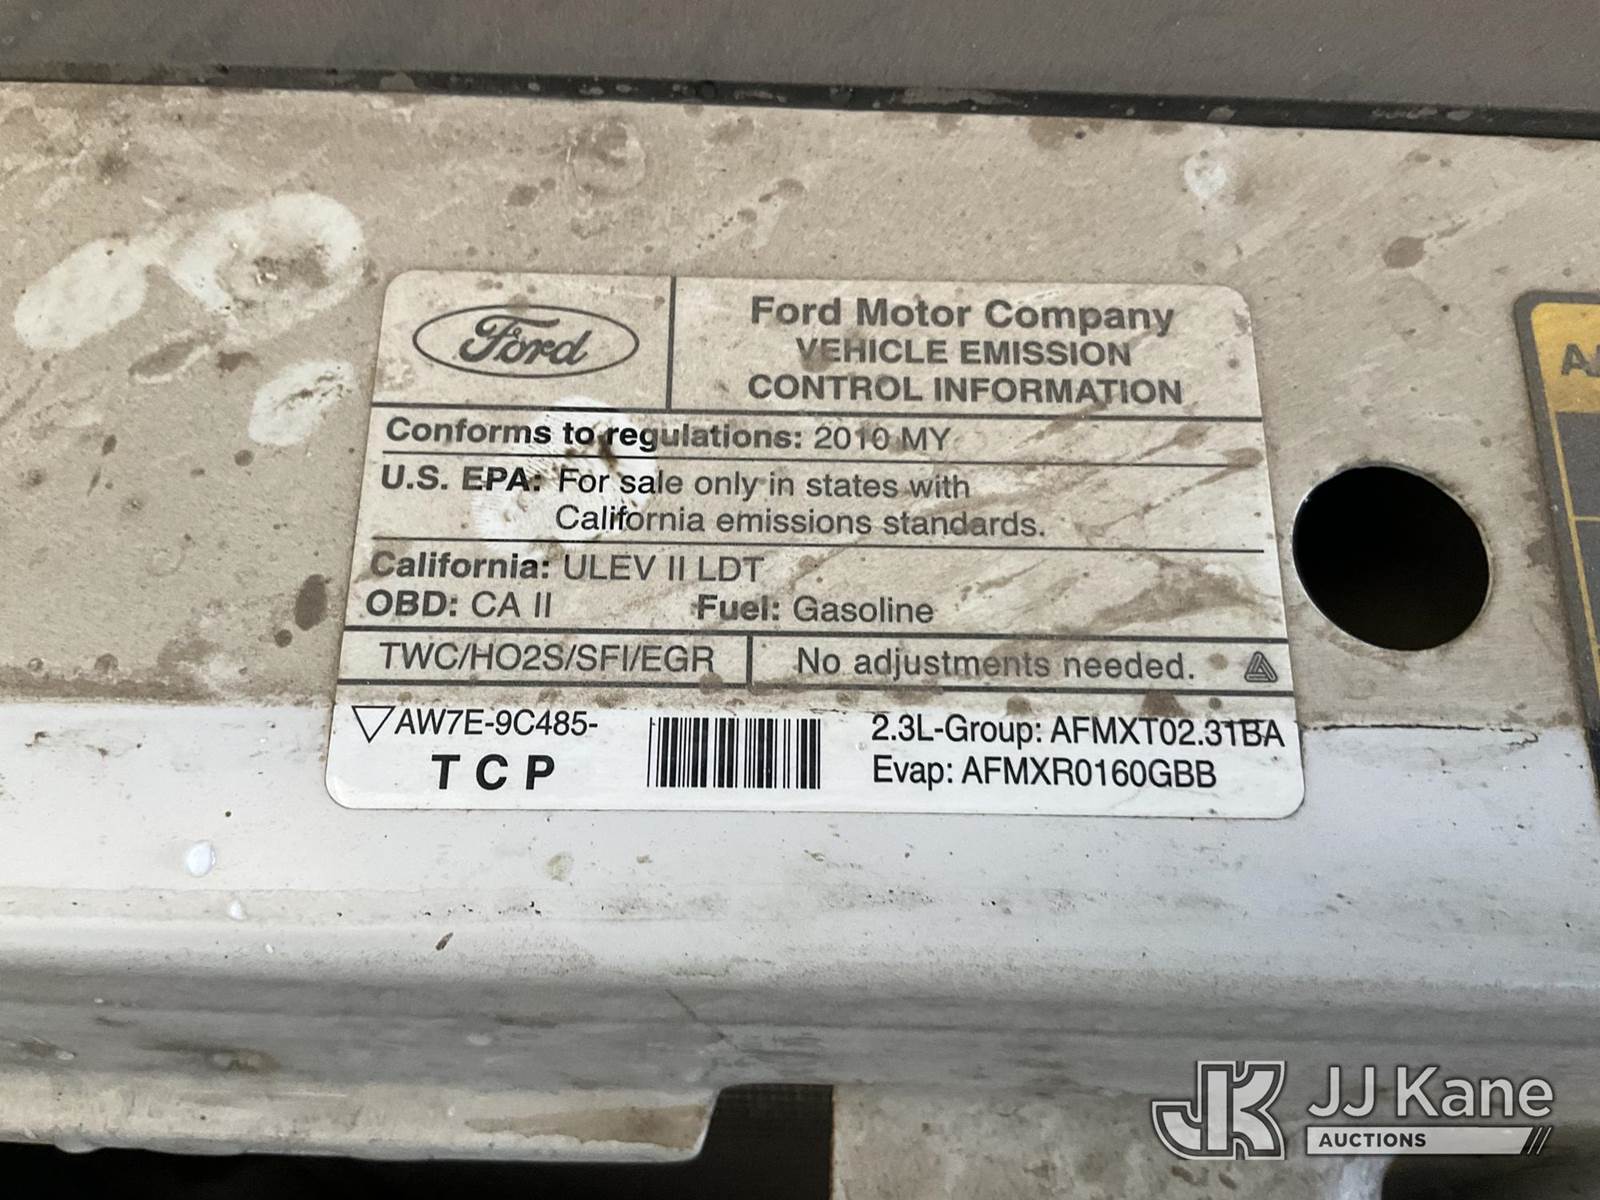 Ford
Ford Motor Company
VEHICLE EMISSION
CONTROL INFORMATION
Conforms to regulations: 2010 MY
U.S. EPA: For sale only in states with
California emissions standards.
California: ULEV II LDT
OBD: CA II Fuel: Gasoline
TWC/HO2S/SFI/EGR No adjustments needed.
AW7E-9C485-
T C P
2.3L-Group: AFMXT02.31BA
Evap: AFMXR0160GBB
JK JJ Kane
AUCTIONS